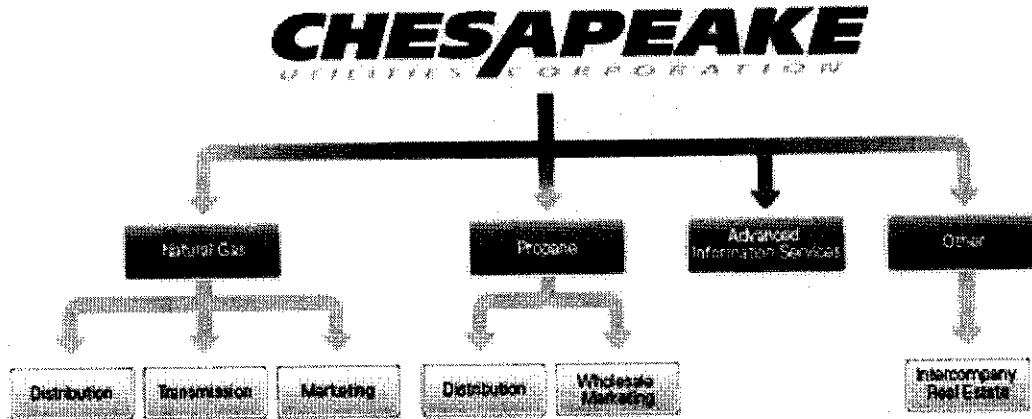 CHESAPEAKE
UTILITIES CORPORATION
Natural Gas
Propane
Advanced
Information Services
Other
Distribution
Transmission
Marketing
Distribution
Wholesale
Marketing
Intercompany
Real Estate